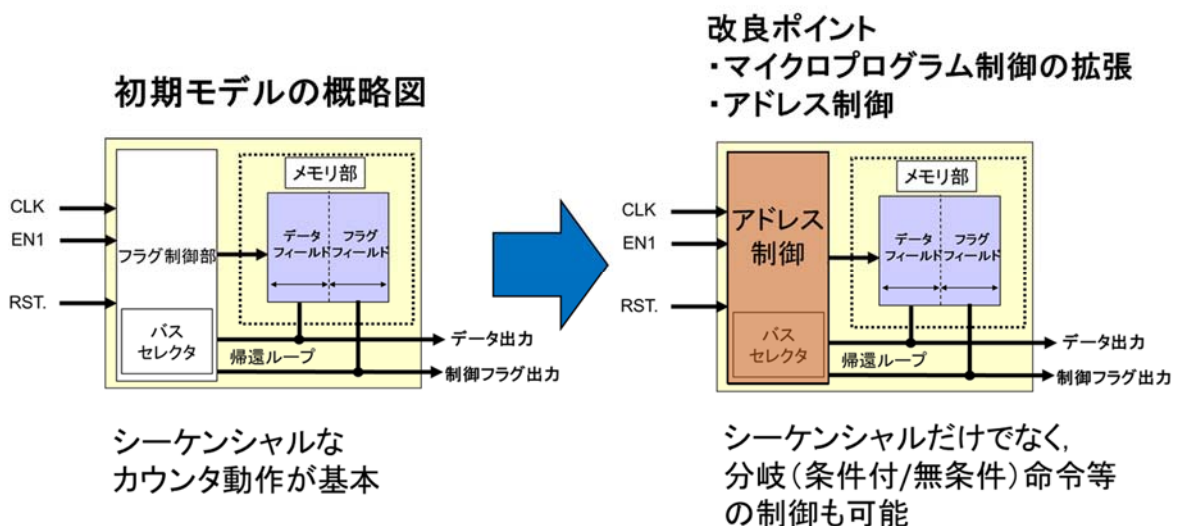 初期モデルの概略図
CLK
EN1
RST.
フラグ制御部
バス
セレクタ
メモリ部
データ
フィールド
フラグ
フィールド
帰還ループ
データ出力
制御フラグ出力
シーケンシャルな
カウンタ動作が基本
改良ポイント
・マイクロプログラム制御の拡張
・アドレス制御
CLK
EN1
RST.
アドレス
制御
バス
セレクタ
メモリ部
データ
フィールド
フラグ
フィールド
帰還ループ
データ出力
制御フラグ出力
シーケンシャルだけでなく,
分岐(条件付/無条件)命令等
の制御も可能